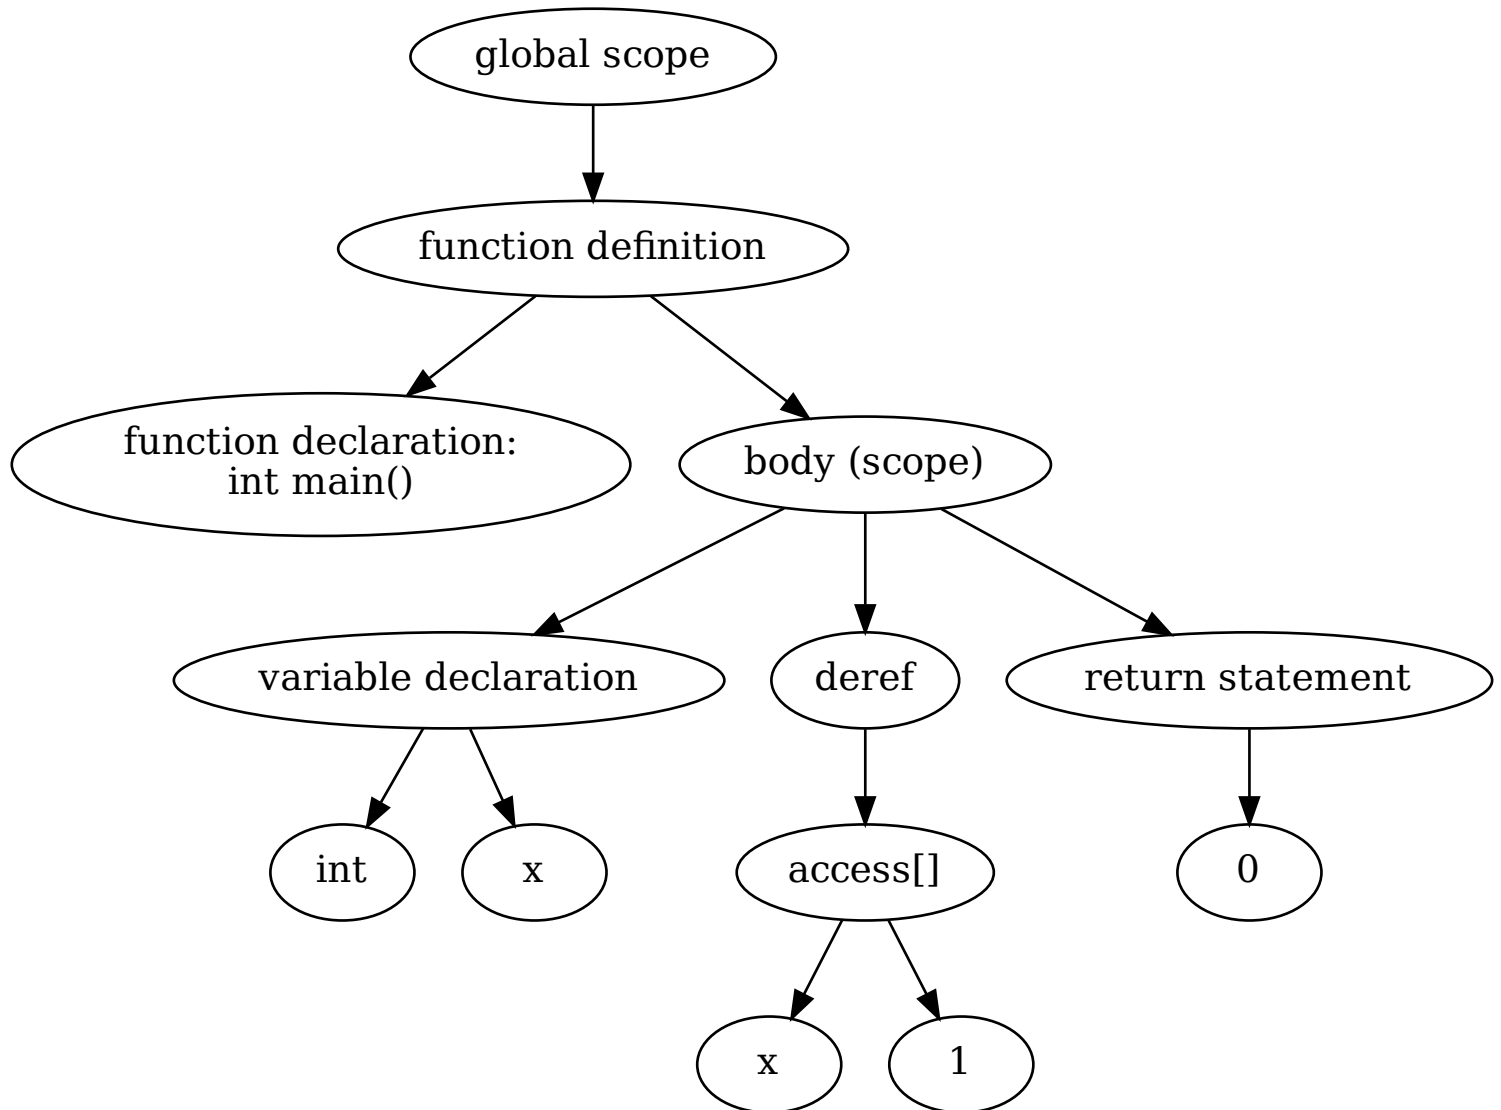 global scope
function definition
function declaration:
int main()
body (scope)
variable declaration
deref
return statement
int
x
access[]
0
x
1